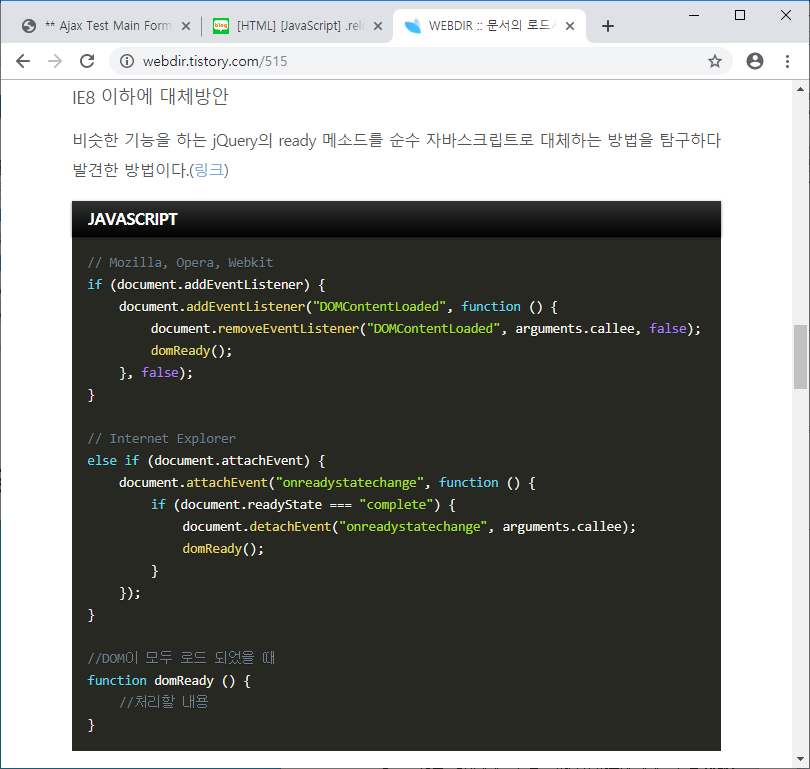 ** Ajax Test Main Form
[HTML] [JavaScript] .relo
WEBDIR :: 문서의 로드
webdir.tistory.com/515
IE8 이하에 대체방안
비슷한 기능을 하는 jQuery의 ready 메소드를 순수 자바스크립트로 대체하는 방법을 탐구하다
발견한 방법이다.(링크)
JAVASCRIPT
// Mozilla, Opera, Webkit
if (document.addEventListener) {
document.addEventListener("DOMContentLoaded", function () {
document.removeEventListener("DOMContentLoaded", arguments.callee, false);
domReady();
}, false);
}
// Internet Explorer
else if (document.attachEvent) {
document.attachEvent("onreadystatechange", function () {
if (document.readyState === "complete") {
document.detachEvent("onreadystatechange", arguments.callee);
domReady();
}
});
}
//DOM이 모두 로드 되었을 때
function domReady () {
//처리할 내용
}